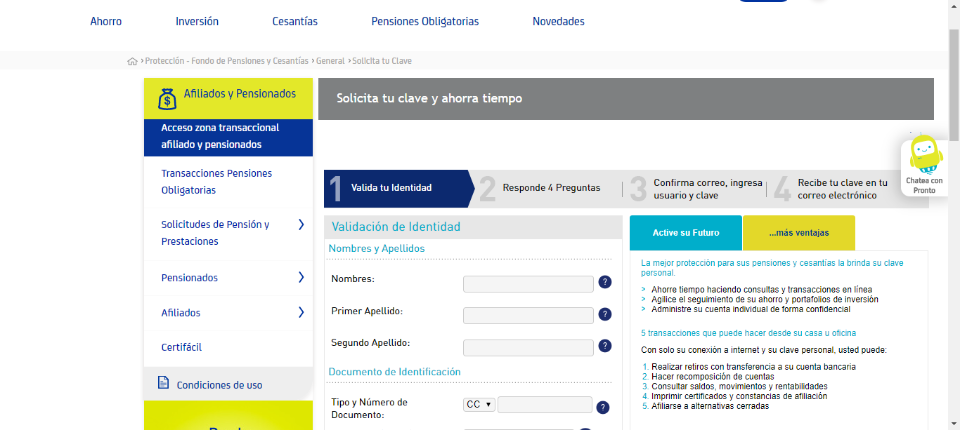 Ahorro Inversión Cesantías Pensiones Obligatorias Novedades
› Protección - Fondo de Pensiones y Cesantías › General › Solicita tu Clave
Afiliados y Pensionados
Acceso zona transaccional
afiliado y pensionados
Transacciones Pensiones
Obligatorias
Solicitudes de Pensión y
Prestaciones
Pensionados
Afiliados
Certifácil
Condiciones de uso
Solicita tu clave y ahorra tiempo
1 Valida tu Identidad
2 Responde 4 Preguntas
3 Confirma correo, ingresa
usuario y clave
4 Recibe tu clave en tu
correo electrónico
Validación de Identidad
Nombres y Apellidos
Nombres: ?
Primer Apellido: ?
Segundo Apellido: ?
Documento de Identificación
Tipo y Número de
Documento: CC ?
Active su Futuro
...más ventajas
La mejor protección para sus pensiones y cesantías la brinda su clave
personal.
> Ahorre tiempo haciendo consultas y transacciones en línea
> Agilice el seguimiento de su ahorro y portafolios de inversión
> Administre su cuenta individual de forma confidencial
5 transacciones que puede hacer desde su casa u oficina
Con solo su conexión a internet y su clave personal, usted puede:
1. Realizar retiros con transferencia a su cuenta bancaria
2. Hacer recomposición de cuentas
3. Consultar saldos, movimientos y rentabilidades
4. Imprimir certificados y constancias de afiliación
5. Afiliarse a alternativas cerradas
Chatea con
Pronto